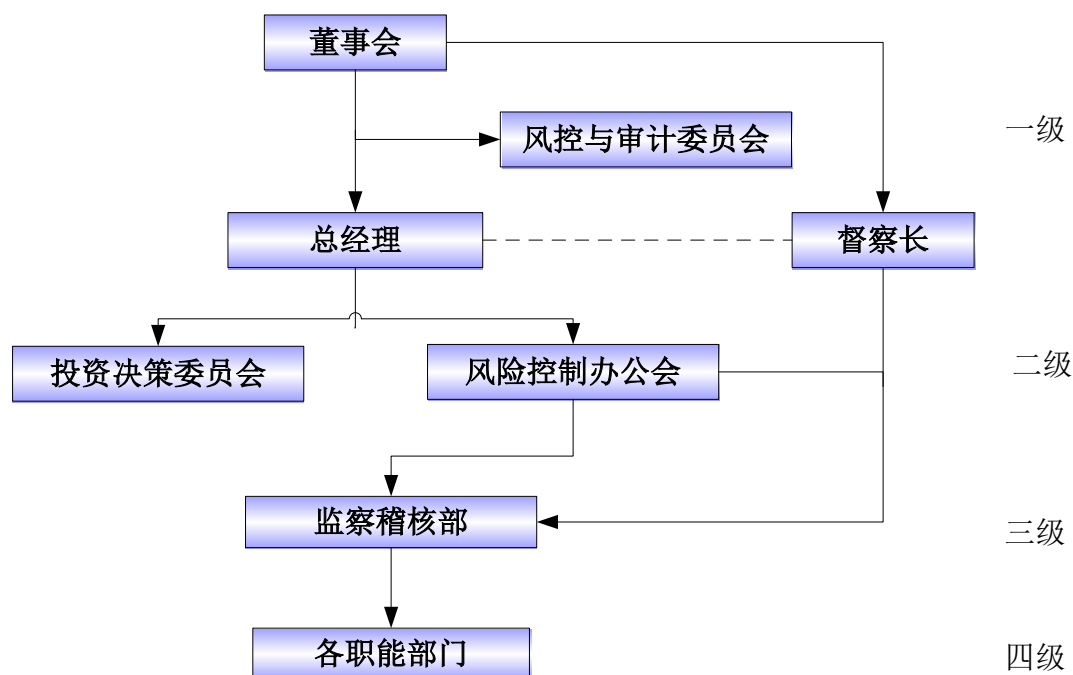 董事会
风控与审计委员会
一级
总经理
督察长
投资决策委员会
风险控制办公会
二级
监察稽核部
三级
各职能部门
四级